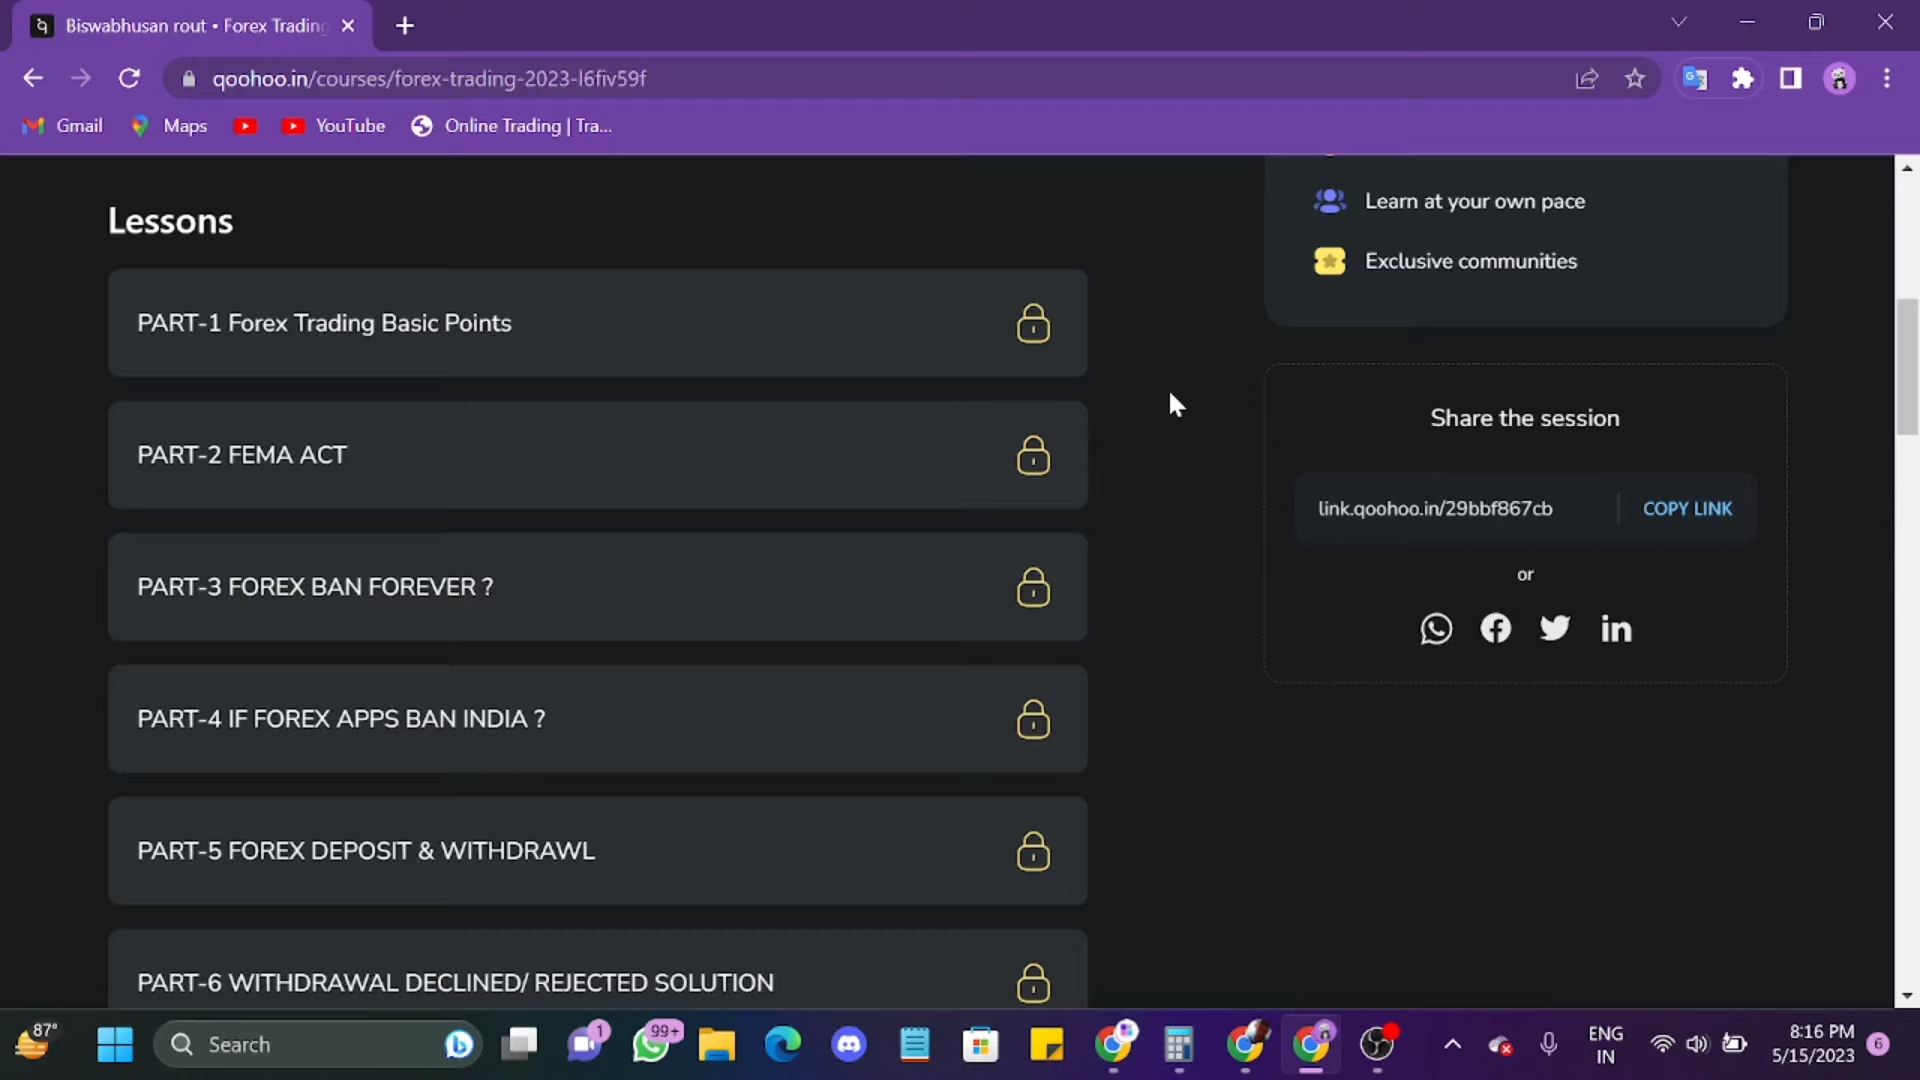 Biswabhusan rout • Forex Trading
qoohoo.in/courses/forex-trading-2023-l6fiv59f
Gmail
Maps
YouTube
Online Trading | Tra...
Lessons
PART-1 Forex Trading Basic Points
PART-2 FEMA ACT
PART-3 FOREX BAN FOREVER ?
PART-4 IF FOREX APPS BAN INDIA ?
PART-5 FOREX DEPOSIT & WITHDRAWL
PART-6 WITHDRAWAL DECLINED/ REJECTED SOLUTION
Learn at your own pace
Exclusive communities
Share the session
link.qoohoo.in/29bbf867cb
COPY LINK
or
87°
Search
1
99+
ENG
IN
8:16 PM
5/15/2023
6